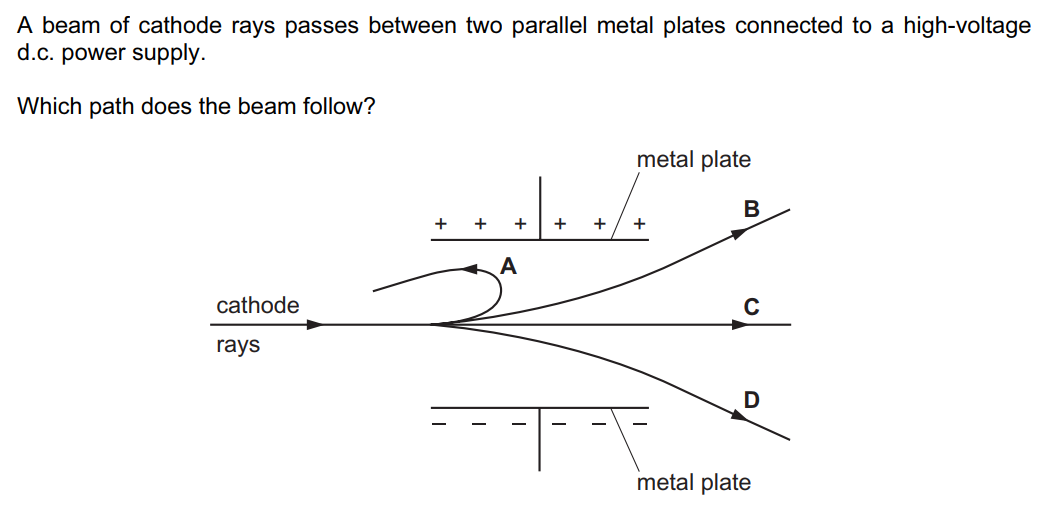 A beam of cathode rays passes between two parallel metal plates connected to a high-voltage
d.c. power supply.
Which path does the beam follow?
metal plate
B
+ + + + + +
A
cathode
C
rays
D
– – – – – –
metal plate